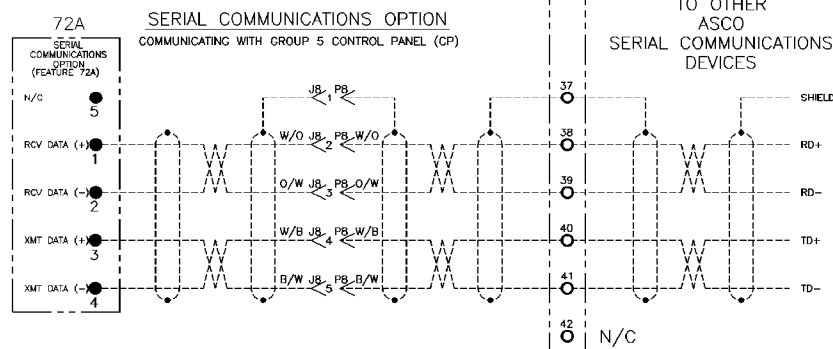 TO OTHER
ASCO
SERIAL COMMUNICATIONS
DEVICES
72A
SERIAL COMMUNICATIONS OPTION
COMMUNICATING WITH GROUP 5 CONTROL PANEL (CP)
SERIAL
COMMUNICATIONS
OPTION
(FEATURE 72A)
N/C 5
J8 P8
1
37
SHIELD
RCV DATA (+) 1
W/O J8 P8 W/O
2
38
RD+
RCV DATA (-) 2
O/W J8 P8 O/W
3
39
RD-
XMT DATA (+) 3
W/B J8 P8 W/B
4
40
TD+
XMT DATA (-) 4
B/W J8 P8 B/W
5
41
TD-
42
N/C